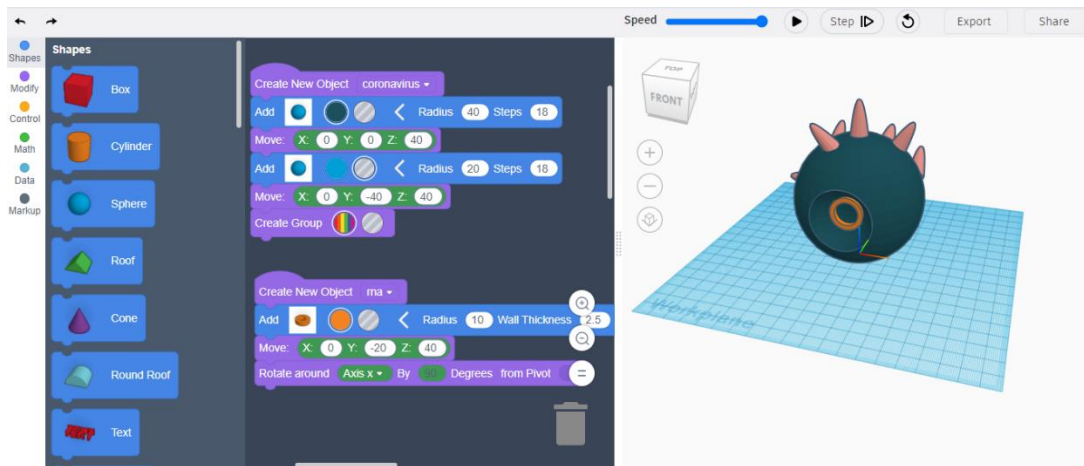 Speed Step Export Share
Shapes
Modify
Control
Math
Data
Markup
Shapes
Box
Cylinder
Sphere
Roof
Cone
Round Roof
Text
Create New Object coronavirus
Add Radius 40 Steps 18
Move: X: 0 Y: 0 Z: 40
Add Radius 20 Steps 18
Move: X: 0 Y: -40 Z: 40
Create Group
Create New Object rna
Add Radius 10 Wall Thickness 2.5
Move: X: 0 Y: -20 Z: 40
Rotate around Axis x By 90 Degrees from Pivot
TOP
FRONT
Workplane